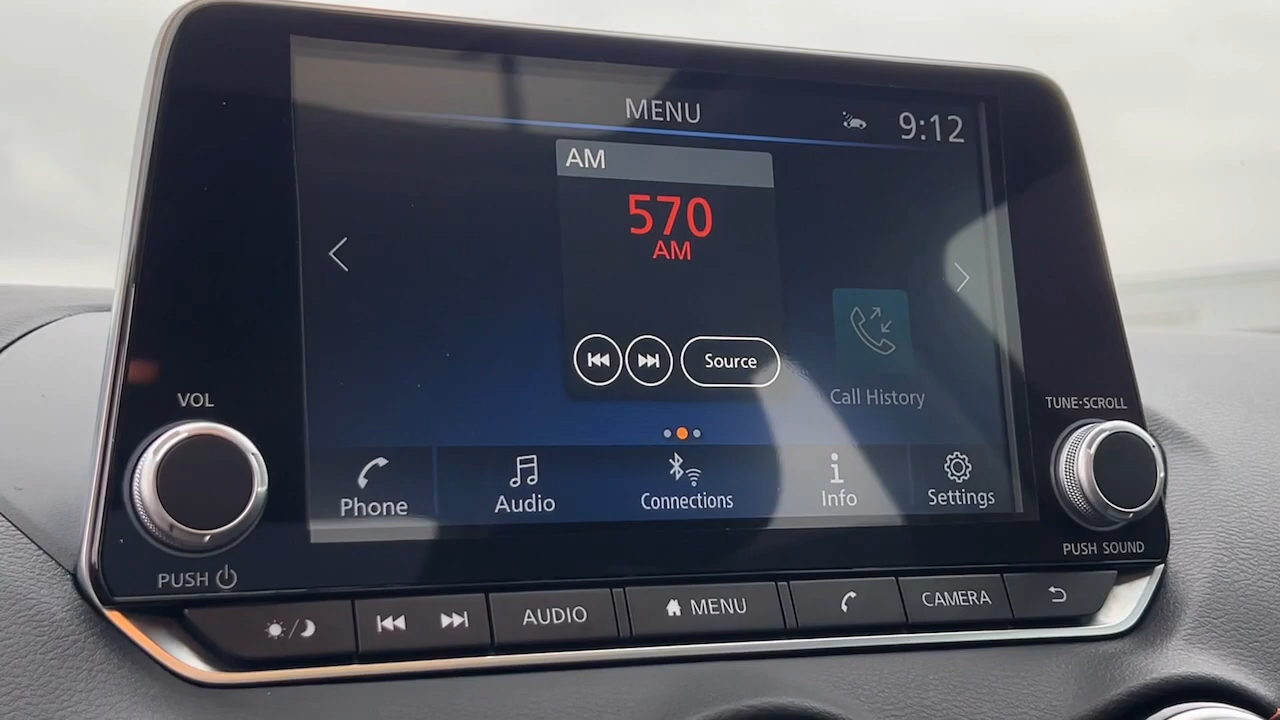 MENU
9:12
AM
570
AM
Source
Call History
VOL
TUNE·SCROLL
Phone
Audio
Connections
Info
Settings
PUSH
PUSH SOUND
AUDIO
MENU
CAMERA